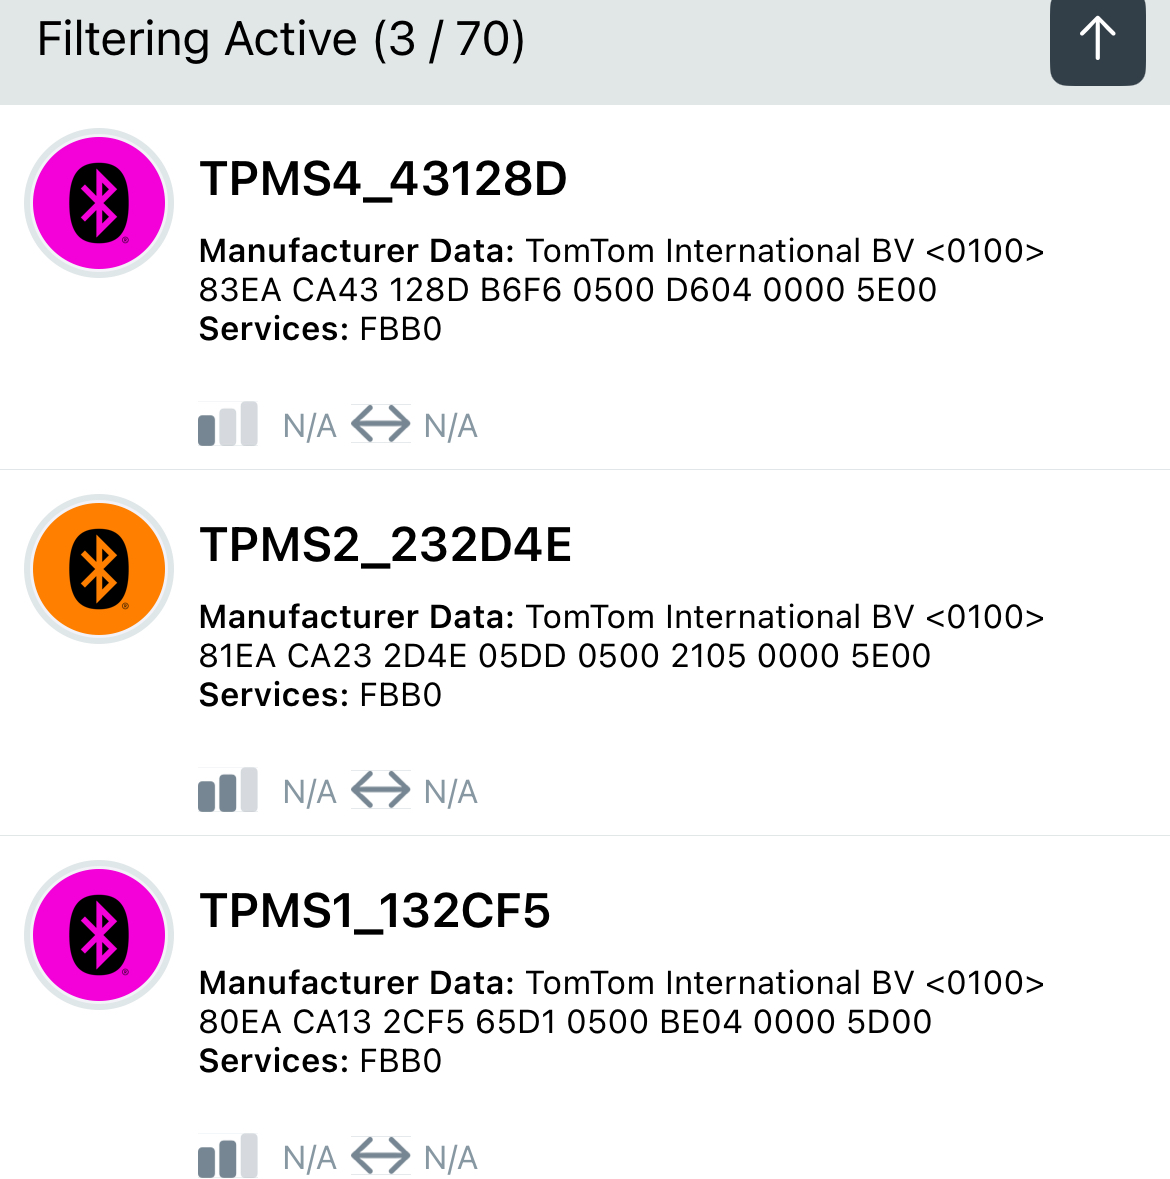 Filtering Active (3 / 70)
TPMS4_43128D
Manufacturer Data: TomTom International BV <0100>
83EA CA43 128D B6F6 0500 D604 0000 5E00
Services: FBB0
N/A N/A
TPMS2_232D4E
Manufacturer Data: TomTom International BV <0100>
81EA CA23 2D4E 05DD 0500 2105 0000 5E00
Services: FBB0
N/A N/A
TPMS1_132CF5
Manufacturer Data: TomTom International BV <0100>
80EA CA13 2CF5 65D1 0500 BE04 0000 5D00
Services: FBB0
N/A N/A